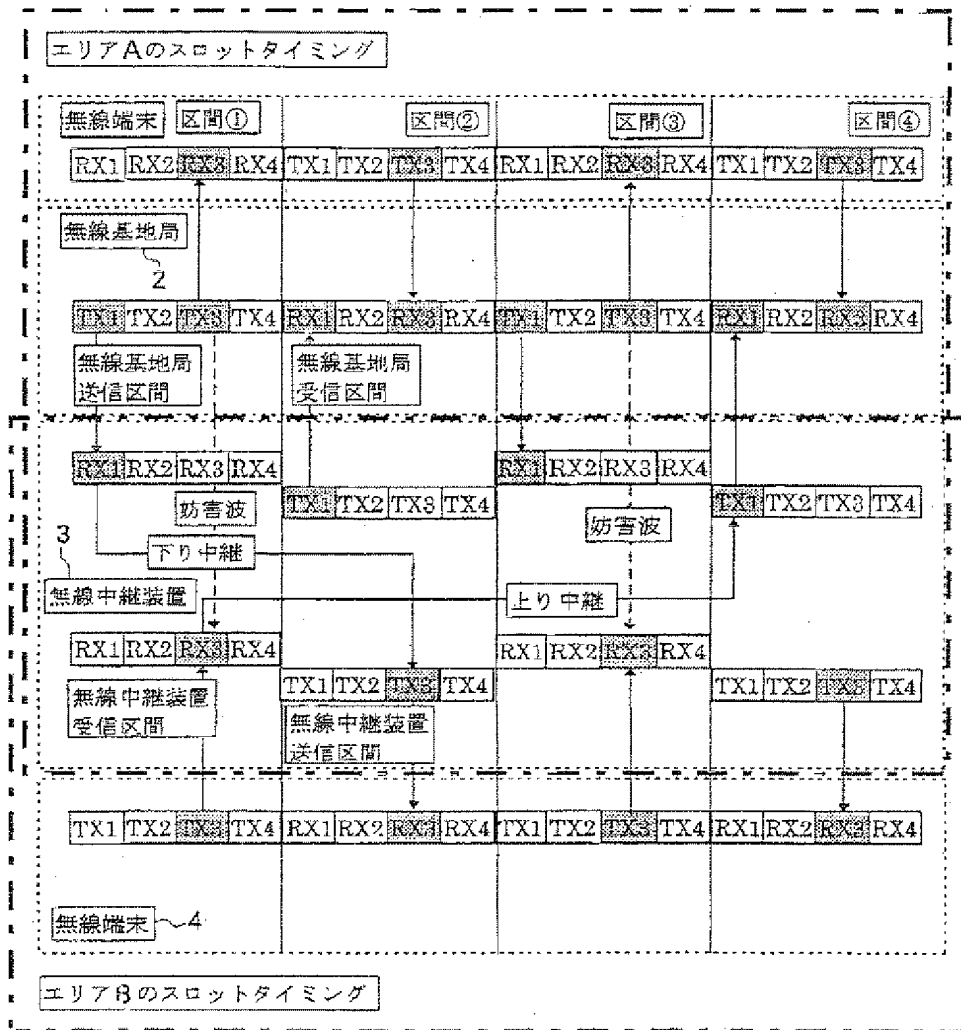 エリアAのスロットタイミング
無線端末 区間① 区間② 区間③ 区間④
RX1 RX2 RX3 RX4 TX1 TX2 TX3 TX4 RX1 RX2 RX3 RX4 TX1 TX2 TX3 TX4
無線基地局
2
TX1 TX2 TX3 TX4 RX1 RX2 RX3 RX4 TX1 TX2 TX3 TX4 RX1 RX2 RX3 RX4
無線基地局
送信区間
無線基地局
受信区間
RX1 RX2 RX3 RX4 RX1 RX2 RX3 RX4
TX1 TX2 TX3 TX4 TX1 TX2 TX3 TX4
妨害波
妨害波
3
下り中継
無線中継装置
上り中継
RX1 RX2 RX3 RX4 RX1 RX2 RX3 RX4
TX1 TX2 TX3 TX4 TX1 TX2 TX3 TX4
無線中継装置
受信区間
無線中継装置
送信区間
TX1 TX2 TX3 TX4 RX1 RX2 RX3 RX4 TX1 TX2 TX3 TX4 RX1 RX2 RX3 RX4
無線端末 4
エリアBのスロットタイミング